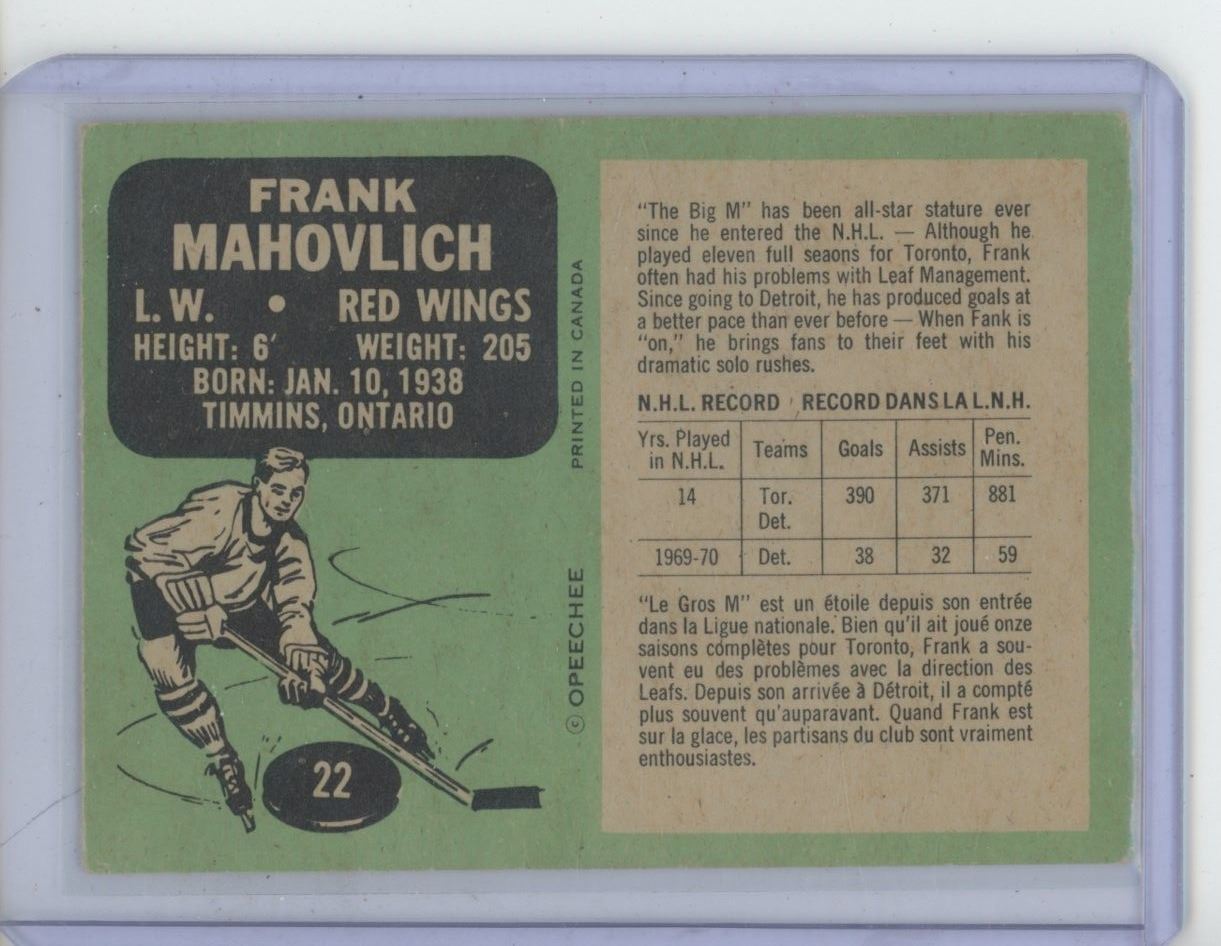 FRANK
MAHOVLICH
L.W. • RED WINGS
HEIGHT: 6′ WEIGHT: 205
BORN: JAN. 10, 1938
TIMMINS, ONTARIO
PRINTED IN CANADA
© OPEECHEE
22
"The Big M" has been all-star stature ever
since he entered the N.H.L. — Although he
played eleven full seaons for Toronto, Frank
often had his problems with Leaf Management.
Since going to Detroit, he has produced goals at
a better pace than ever before — When Fank is
"on," he brings fans to their feet with his
dramatic solo rushes.
N.H.L. RECORD RECORD DANS LA L.N.H.
Yrs. Played in N.H.L. Teams Goals Assists Pen. Mins.
14 Tor. Det. 390 371 881
1969-70 Det. 38 32 59
"Le Gros M" est un étoile depuis son entrée
dans la Ligue nationale. Bien qu'il ait joué onze
saisons complètes pour Toronto, Frank a sou-
vent eu des problèmes avec la direction des
Leafs. Depuis son arrivée à Détroit, il a compté
plus souvent qu'auparavant. Quand Frank est
sur la glace, les partisans du club sont vraiment
enthousiastes.